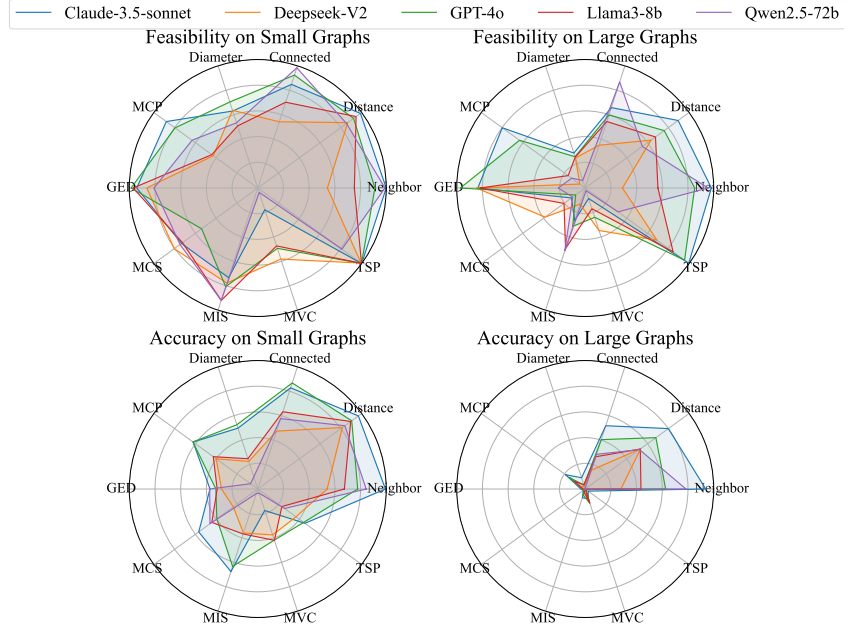 Claude-3.5-sonnet Deepseek-V2 GPT-4o Llama3-8b Qwen2.5-72b
Feasibility on Small Graphs Feasibility on Large Graphs
Diameter Connected Diameter Connected
MCP Distance MCP Distance
GED Neighbor GED Neighbor
MCS TSP MCS TSP
MIS MVC MIS MVC
Accuracy on Small Graphs Accuracy on Large Graphs
Diameter Connected Diameter Connected
MCP Distance MCP Distance
GED Neighbor GED Neighbor
MCS TSP MCS TSP
MIS MVC MIS MVC